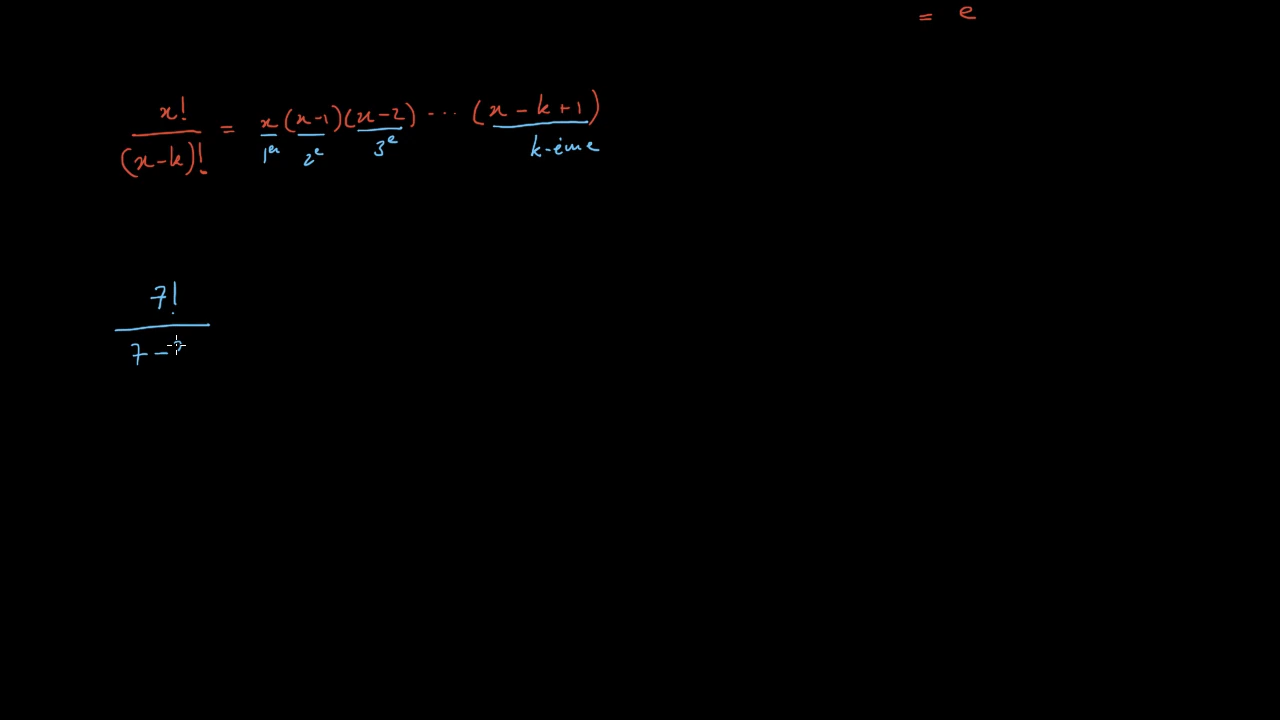 = e
x! / (x-k)! = x (x-1)(x-2) ... (x - k + 1)
1er 2e 3e k-ième
7!
7 -